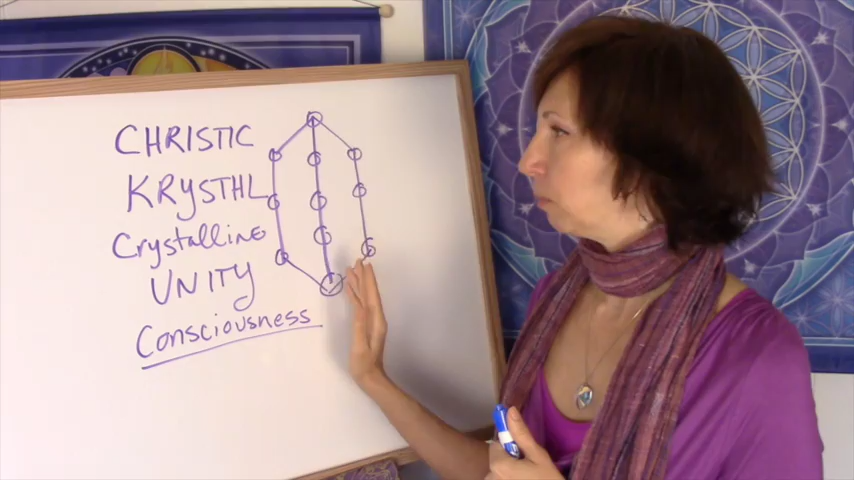 CHRISTIC
KRYSTHL
Crystalline
UNITY
Consciousness